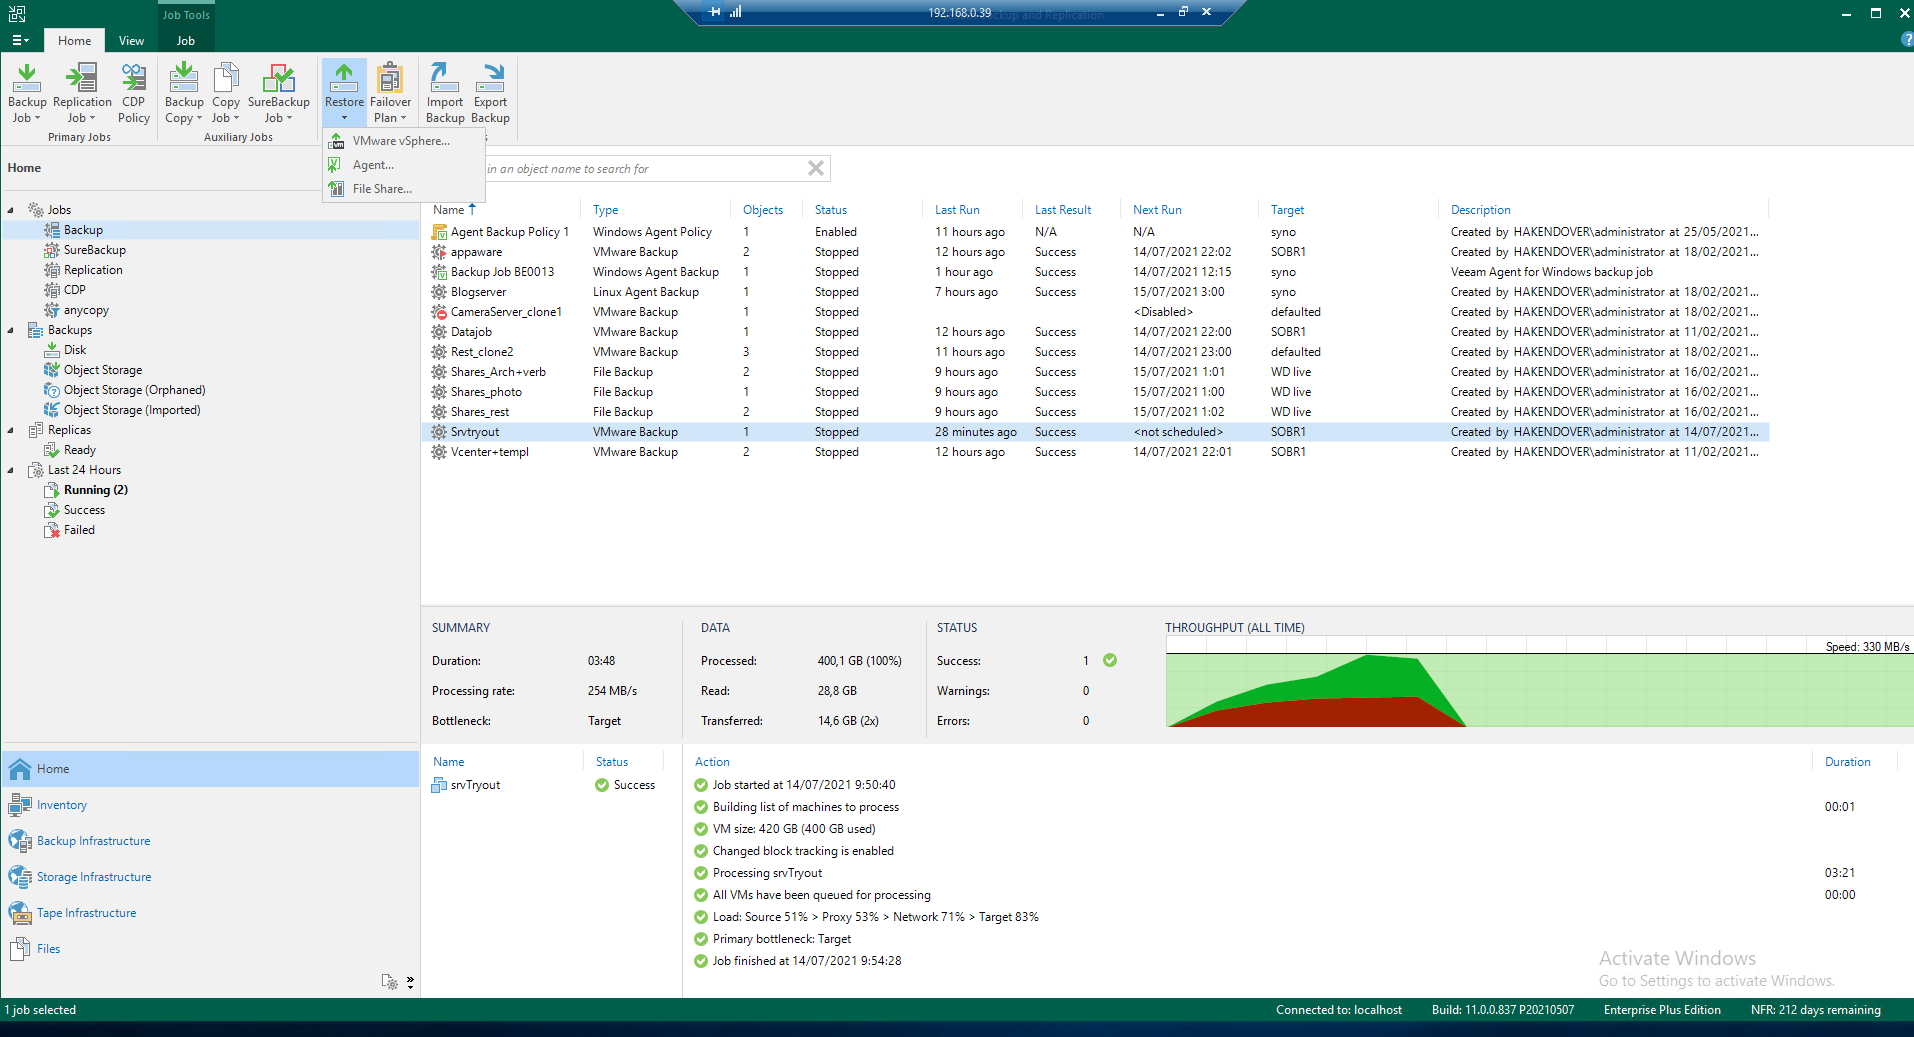 Job Tools
192.168.0.39
ckup and Replication
Home
View
Job
Backup Job
Replication Job
CDP Policy
Primary Jobs
Backup Copy
Copy Job
SureBackup Job
Auxiliary Jobs
Restore
Failover Plan
Import Backup
Export Backup
s
VMware vSphere...
Agent...
File Share...
Home
in an object name to search for
Jobs
Backup
SureBackup
Replication
CDP
anycopy
Backups
Disk
Object Storage
Object Storage (Orphaned)
Object Storage (Imported)
Replicas
Ready
Last 24 Hours
Running (2)
Success
Failed
Name Type Objects Status Last Run Last Result Next Run Target Description
Agent Backup Policy 1 Windows Agent Policy 1 Enabled 11 hours ago N/A N/A syno Created by HAKENDOVER\administrator at 25/05/2021...
appaware VMware Backup 2 Stopped 12 hours ago Success 14/07/2021 22:02 SOBR1 Created by HAKENDOVER\administrator at 18/02/2021...
Backup Job BE0013 Windows Agent Backup 1 Stopped 1 hour ago Success 14/07/2021 12:15 syno Veeam Agent for Windows backup job
Blogserver Linux Agent Backup 1 Stopped 7 hours ago Success 15/07/2021 3:00 syno Created by HAKENDOVER\administrator at 18/02/2021...
CameraServer_clone1 VMware Backup 1 Stopped <Disabled> defaulted Created by HAKENDOVER\administrator at 18/02/2021...
Datajob VMware Backup 1 Stopped 12 hours ago Success 14/07/2021 22:00 SOBR1 Created by HAKENDOVER\administrator at 11/02/2021...
Rest_clone2 VMware Backup 3 Stopped 11 hours ago Success 14/07/2021 23:00 defaulted Created by HAKENDOVER\administrator at 18/02/2021...
Shares_Arch+verb File Backup 2 Stopped 9 hours ago Success 15/07/2021 1:01 WD live Created by HAKENDOVER\administrator at 16/02/2021...
Shares_photo File Backup 1 Stopped 9 hours ago Success 15/07/2021 1:00 WD live Created by HAKENDOVER\administrator at 16/02/2021...
Shares_rest File Backup 2 Stopped 9 hours ago Success 15/07/2021 1:02 WD live Created by HAKENDOVER\administrator at 16/02/2021...
Srvtryout VMware Backup 1 Stopped 28 minutes ago Success <not scheduled> SOBR1 Created by HAKENDOVER\administrator at 14/07/2021...
Vcenter+templ VMware Backup 2 Stopped 12 hours ago Success 14/07/2021 22:01 SOBR1 Created by HAKENDOVER\administrator at 11/02/2021...
SUMMARY
Duration: 03:48
Processing rate: 254 MB/s
Bottleneck: Target
DATA
Processed: 400,1 GB (100%)
Read: 28,8 GB
Transferred: 14,6 GB (2x)
STATUS
Success: 1
Warnings: 0
Errors: 0
THROUGHPUT (ALL TIME)
Speed: 330 MB/s
Name Status
srvTryout Success
Action Duration
Job started at 14/07/2021 9:50:40
Building list of machines to process 00:01
VM size: 420 GB (400 GB used)
Changed block tracking is enabled
Processing srvTryout 03:21
All VMs have been queued for processing 00:00
Load: Source 51% > Proxy 53% > Network 71% > Target 83%
Primary bottleneck: Target
Job finished at 14/07/2021 9:54:28
Home
Inventory
Backup Infrastructure
Storage Infrastructure
Tape Infrastructure
Files
Activate Windows
Go to Settings to activate Windows.
1 job selected
Connected to: localhost
Build: 11.0.0.837 P20210507
Enterprise Plus Edition
NFR: 212 days remaining